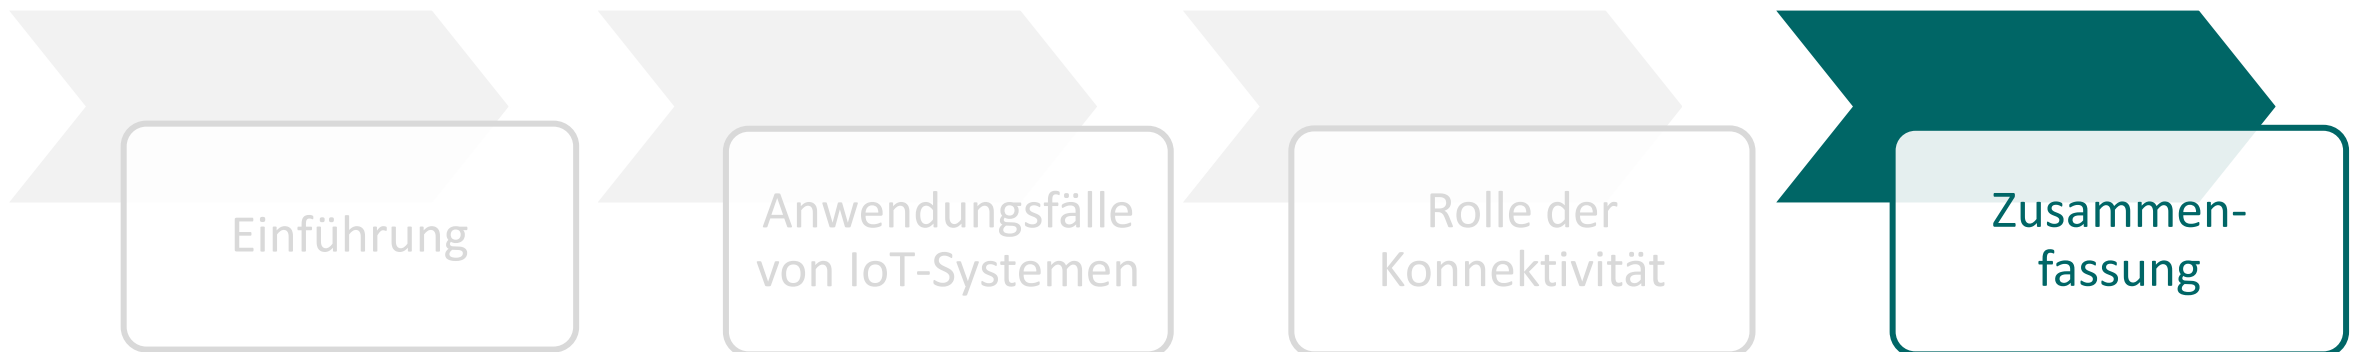 Einführung
Anwendungsfälle
von IoT-Systemen
Rolle der
Konnektivität
Zusammen-
fassung